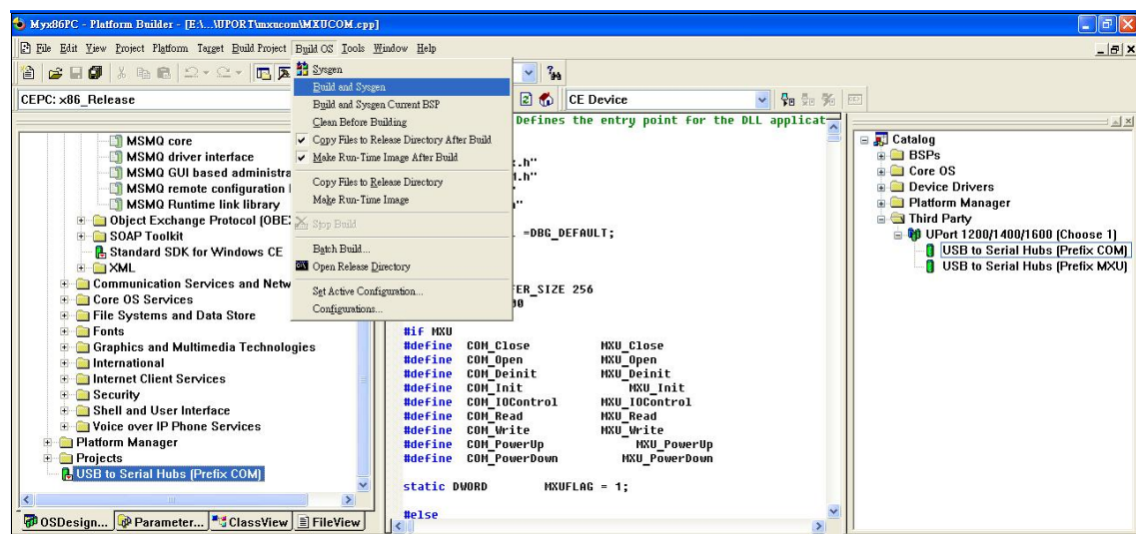 Myx86PC - Platform Builder - [E:\...\UPORT\mxucom\MXUCOM.cpp]
File Edit View Project Platform Target Build Project Build OS Tools Window Help
CEPC: x86_Release
CE Device
MSMQ core
MSMQ driver interface
MSMQ GUI based administra
MSMQ remote configuration
MSMQ Runtime link library
Object Exchange Protocol (OBE
SOAP Toolkit
Standard SDK for Windows CE
XML
Communication Services and Netw
Core OS Services
File Systems and Data Store
Fonts
Graphics and Multimedia Technologies
International
Internet Client Services
Security
Shell and User Interface
Voice over IP Phone Services
Platform Manager
Projects
USB to Serial Hubs (Prefix COM)
OSDesign... Parameter... ClassView FileView
Sysgen
Build and Sysgen
Build and Sysgen Current BSP
Clean Before Building
Copy Files to Release Directory After Build
Make Run-Time Image After Build
Copy Files to Release Directory
Make Run-Time Image
Stop Build
Batch Build...
Open Release Directory
Set Active Configuration...
Configurations...
Defines the entry point for the DLL applicat
.h"
.h"
=DBG_DEFAULT;
ER_SIZE 256
#if MXU
#define COM_Close MXU_Close
#define COM_Open MXU_Open
#define COM_Deinit MXU_Deinit
#define COM_Init MXU_Init
#define COM_IOControl MXU_IOControl
#define COM_Read MXU_Read
#define COM_Write MXU_Write
#define COM_PowerUp MXU_PowerUp
#define COM_PowerDown MXU_PowerDown
static DWORD MXUFLAG = 1;
#else
Catalog
BSPs
Core OS
Device Drivers
Platform Manager
Third Party
UPort 1200/1400/1600 (Choose 1)
USB to Serial Hubs (Prefix COM)
USB to Serial Hubs (Prefix MXU)